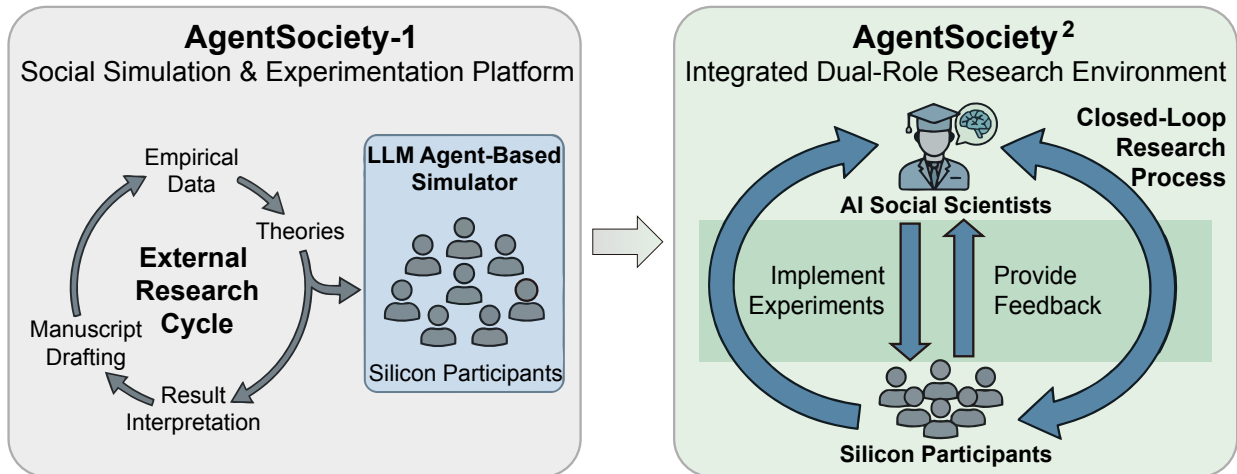 AgentSociety-1
Social Simulation & Experimentation Platform
Empirical
Data
Theories
External
Research
Cycle
Manuscript
Drafting
Result
Interpretation
LLM Agent-Based
Simulator
Silicon Participants
AgentSociety²
Integrated Dual-Role Research Environment
Closed-Loop
Research
Process
AI Social Scientists
Implement
Experiments
Provide
Feedback
Silicon Participants